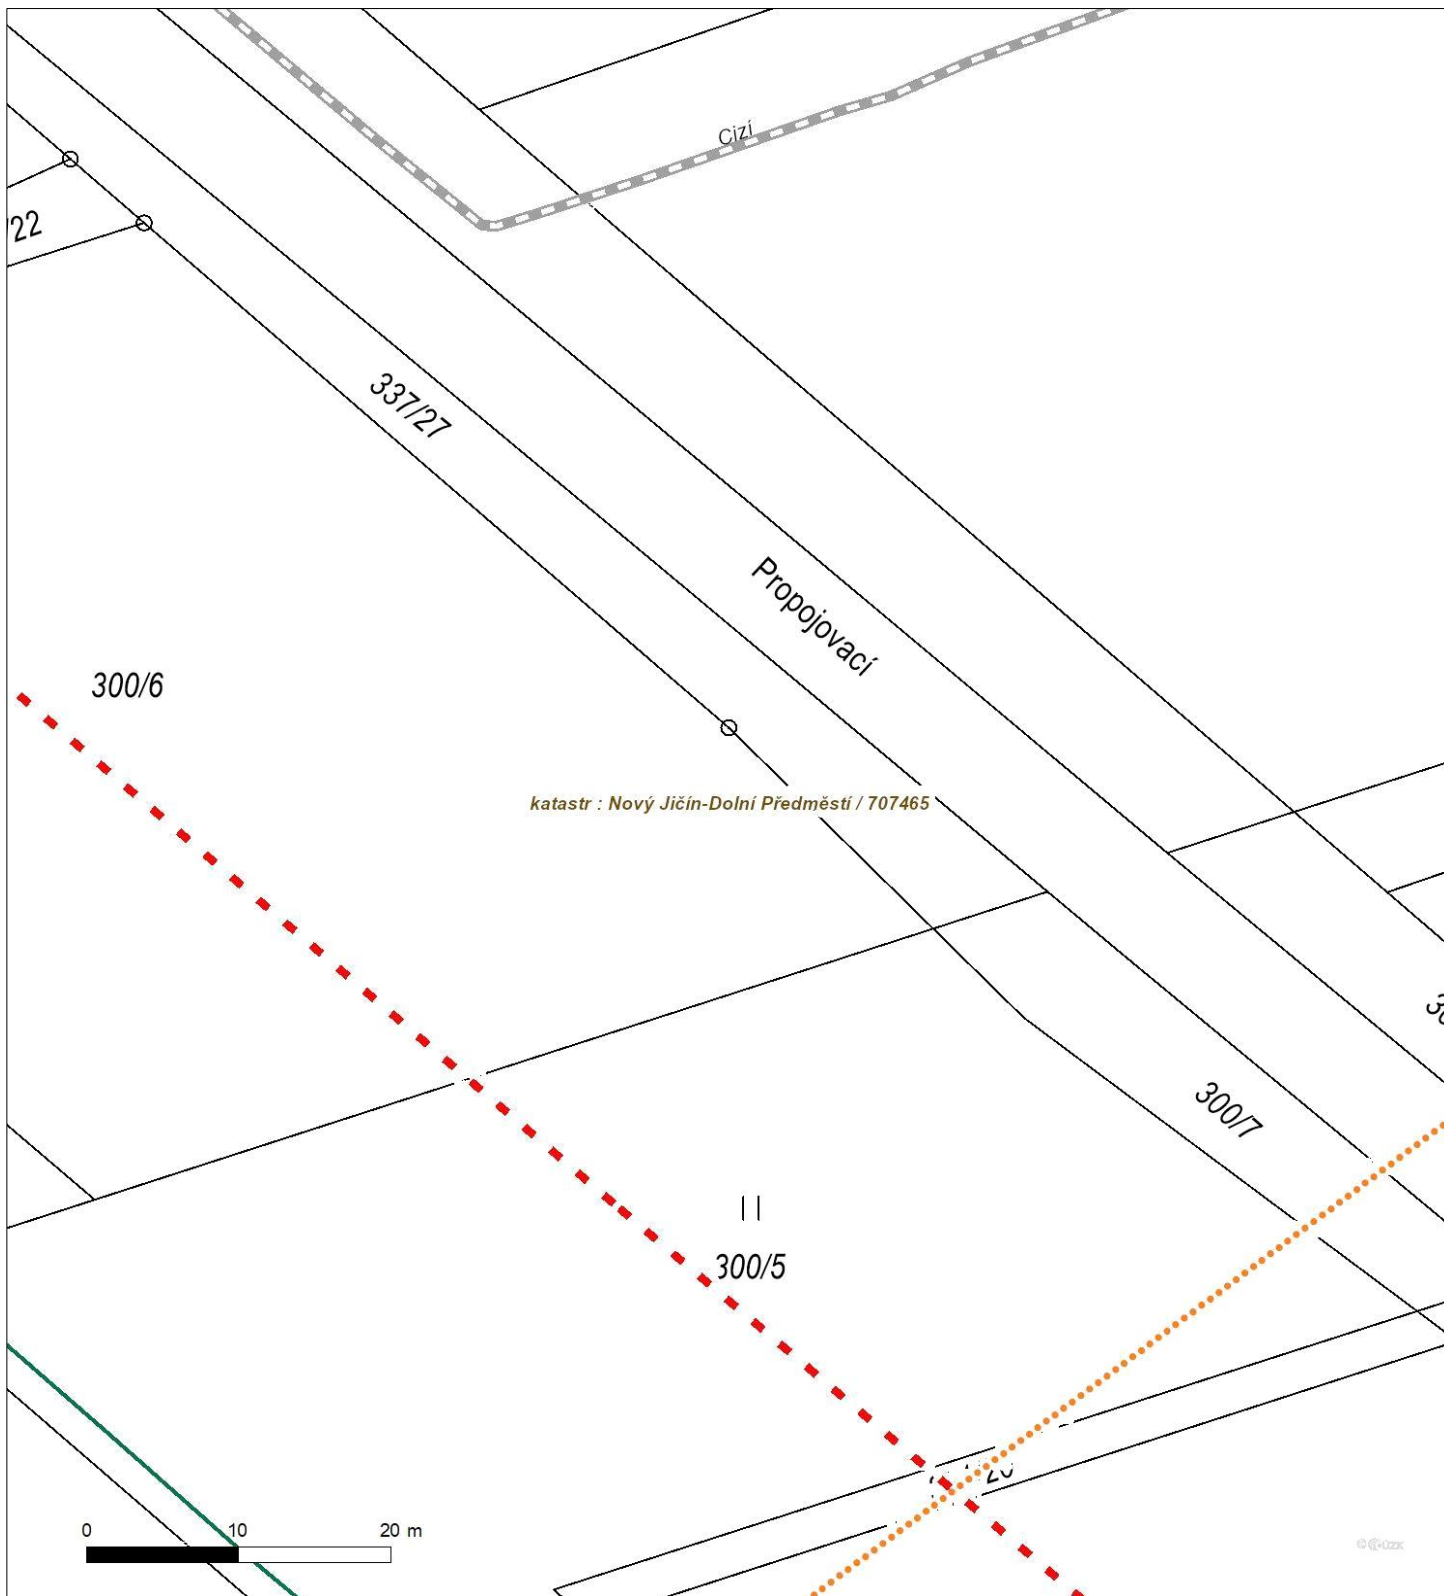 Cizí
/22
337/27
Propojovací
300/6
katastr : Nový Jičín-Dolní Předměstí / 707465
300/7
300/5
0 10 20 m